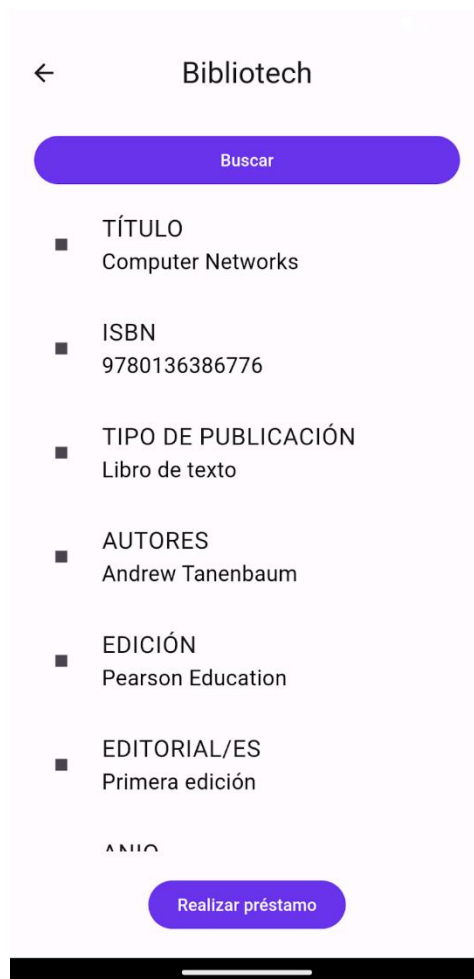 Bibliotech
Buscar
TÍTULO
Computer Networks
ISBN
9780136386776
TIPO DE PUBLICACIÓN
Libro de texto
AUTORES
Andrew Tanenbaum
EDICIÓN
Pearson Education
EDITORIAL/ES
Primera edición
ANIO
Realizar préstamo